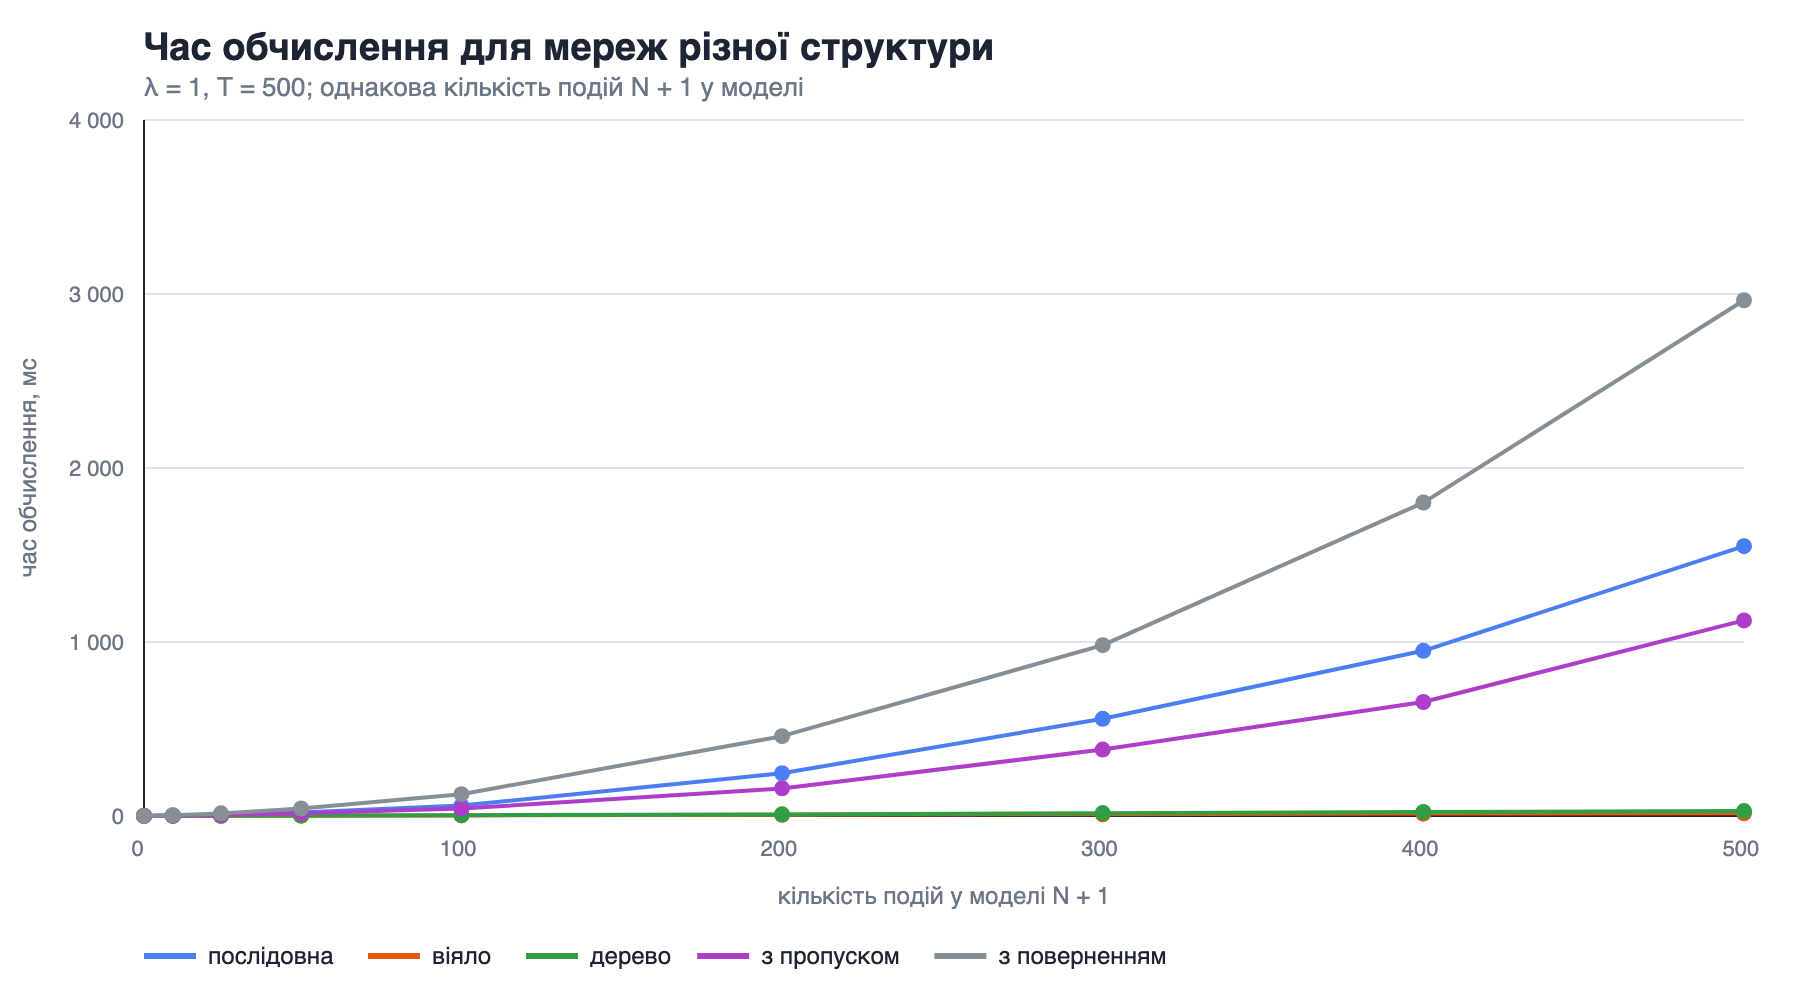 Час обчислення для мереж різної структури
λ = 1, T = 500; однакова кількість подій N + 1 у моделі
4 000
3 000
2 000
1 000
0
час обчислення, мс
0 100 200 300 400 500
кількість подій у моделі N + 1
послідовна віяло дерево з пропуском з поверненням